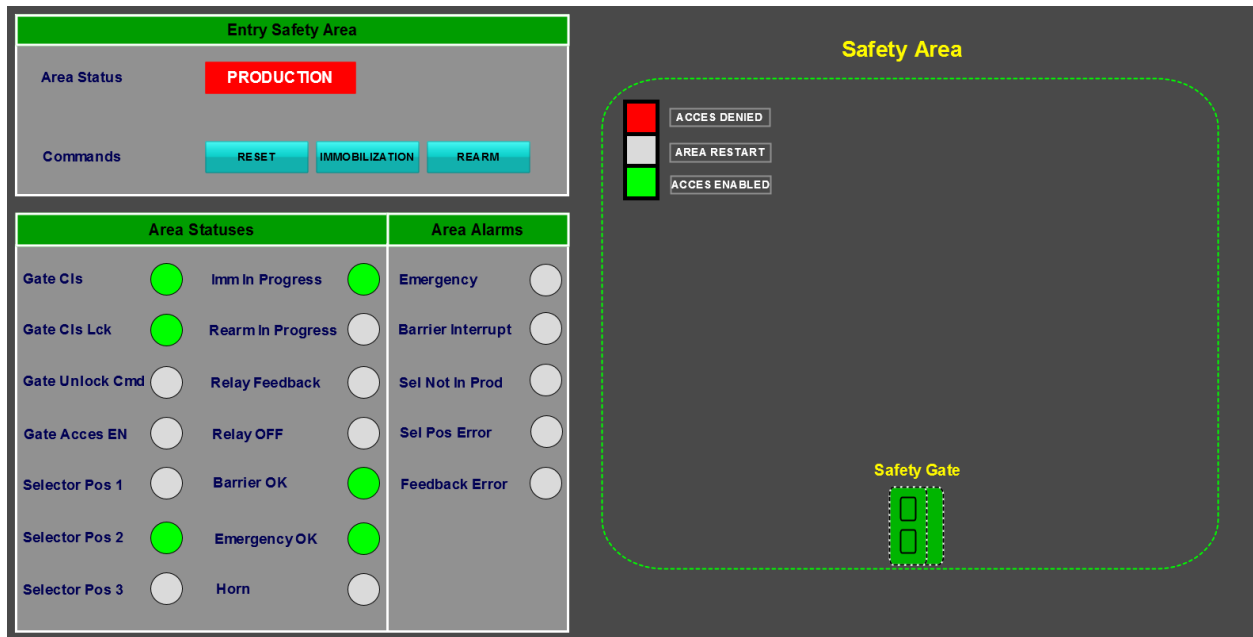 Entry Safety Area
Area Status
PRODUCTION
Commands
RESET
IMMOBILIZATION
REARM
Area Statuses
Area Alarms
Gate Cls
Imm In Progress
Emergency
Gate Cls Lck
Rearm In Progress
Barrier Interrupt
Gate Unlock Cmd
Relay Feedback
Sel Not In Prod
Gate Acces EN
Relay OFF
Sel Pos Error
Selector Pos 1
Barrier OK
Feedback Error
Selector Pos 2
Emergency OK
Selector Pos 3
Horn
Safety Area
ACCES DENIED
AREA RESTART
ACCES ENABLED
Safety Gate